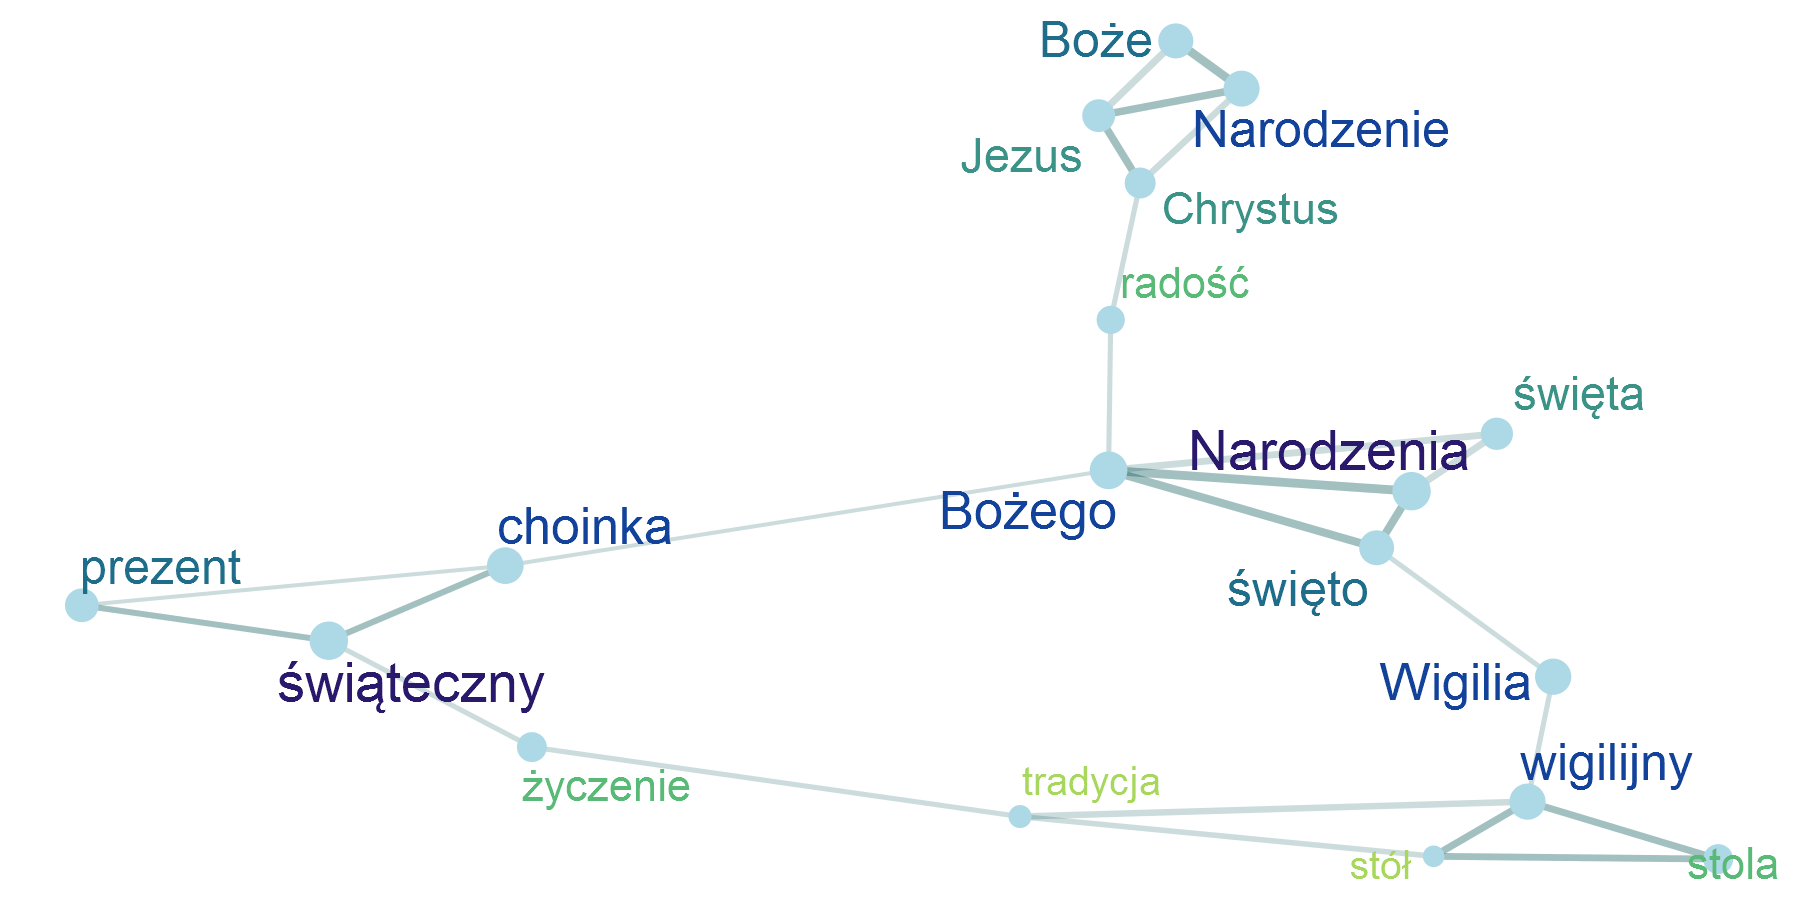 Boże
Narodzenie
Jezus
Chrystus
radość
święta
Narodzenia
Bożego
choinka
prezent
święto
świąteczny
Wigilia
wigilijny
życzenie
tradycja
stół
stola